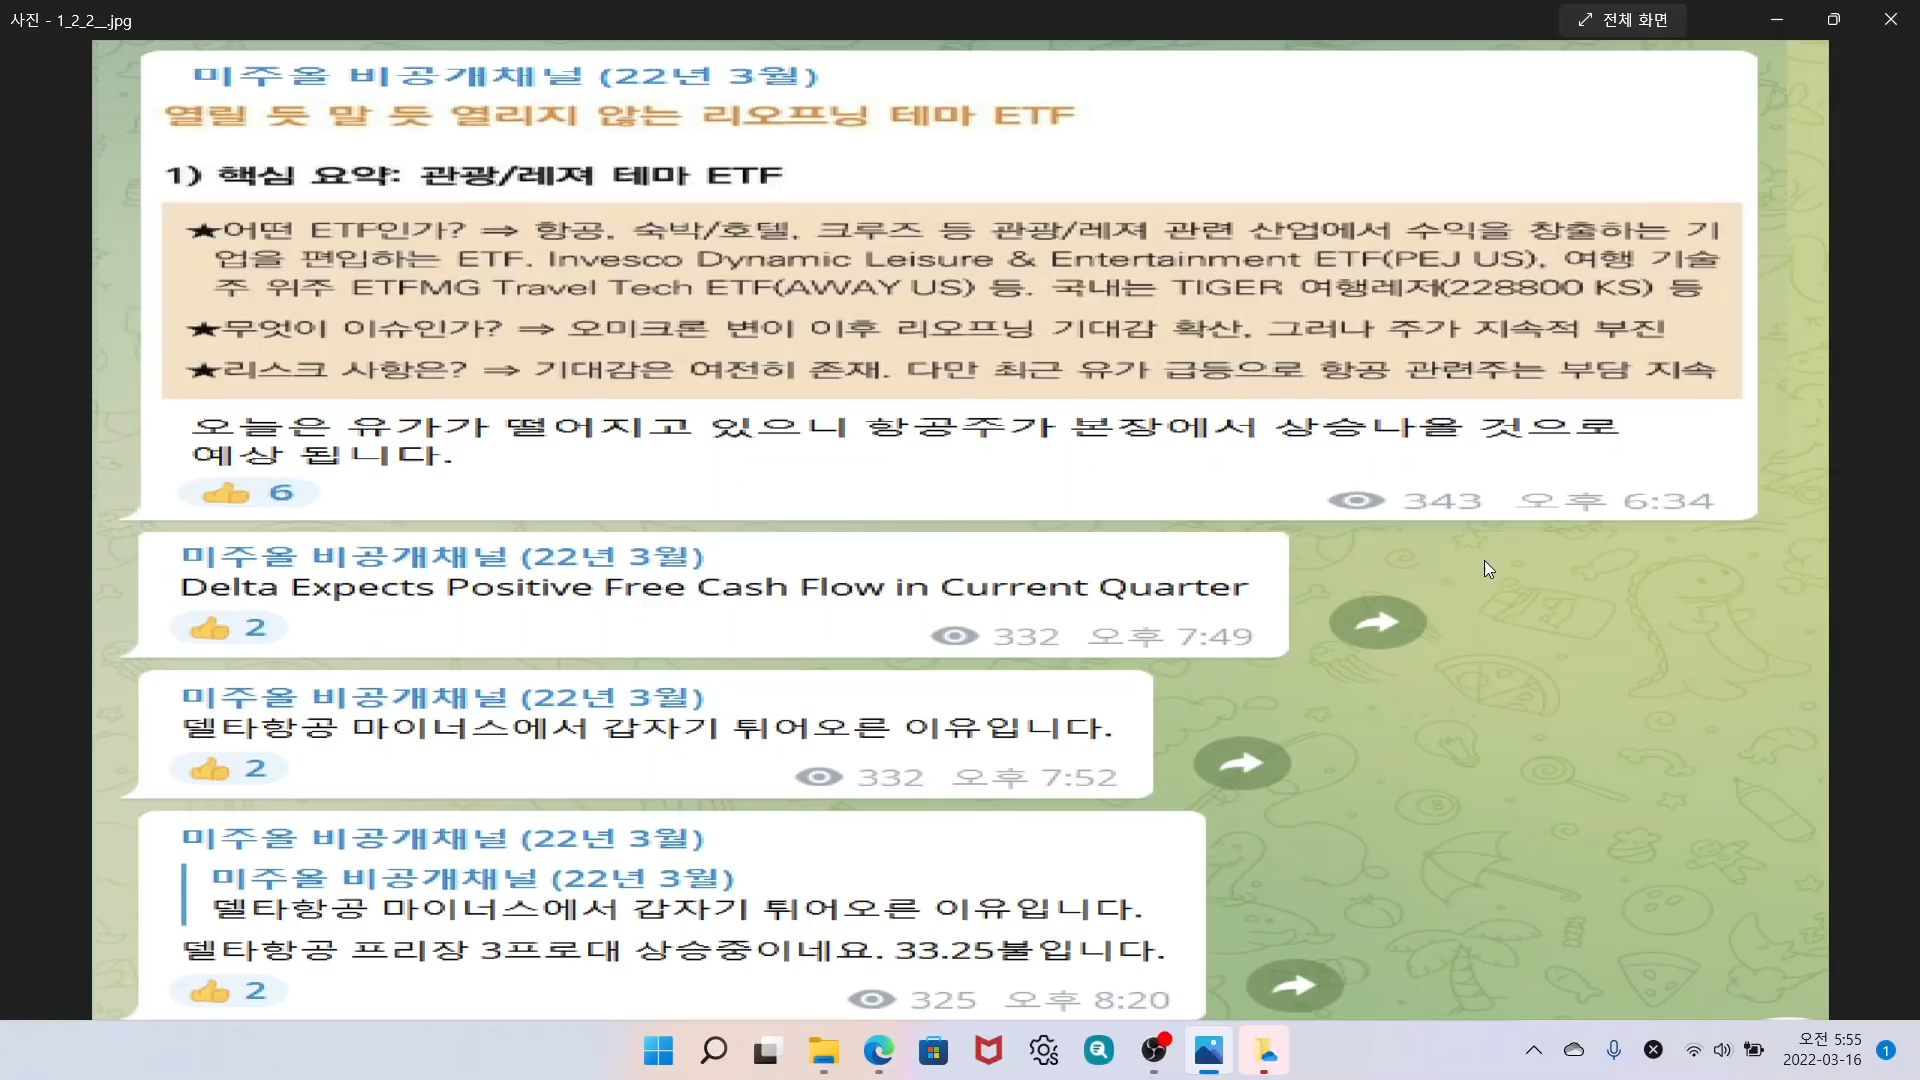 사진 - 1_2_2__.jpg
전체 화면
미주올 비공개채널 (22년 3월)
열릴 듯 말 듯 열리지 않는 리오프닝 테마 ETF
1) 핵심 요약: 관광/레져 테마 ETF
★어떤 ETF인가? ⇒ 항공, 숙박/호텔, 크루즈 등 관광/레져 관련 산업에서 수익을 창출하는 기
업을 편입하는 ETF. Invesco Dynamic Leisure & Entertainment ETF(PEJ US), 여행 기술
주 위주 ETFMG Travel Tech ETF(AWAY US) 등. 국내는 TIGER 여행레저(228800 KS) 등
★무엇이 이슈인가? ⇒ 오미크론 변이 이후 리오프닝 기대감 확산, 그러나 주가 지속적 부진
★리스크 사항은? ⇒ 기대감은 여전히 존재. 다만 최근 유가 급등으로 항공 관련주는 부담 지속
오늘은 유가가 떨어지고 있으니 항공주가 본장에서 상승나올 것으로
예상 됩니다.
👍 6
343 오후 6:34
미주올 비공개채널 (22년 3월)
Delta Expects Positive Free Cash Flow in Current Quarter
👍 2
332 오후 7:49
미주올 비공개채널 (22년 3월)
델타항공 마이너스에서 갑자기 튀어오른 이유입니다.
👍 2
332 오후 7:52
미주올 비공개채널 (22년 3월)
미주올 비공개채널 (22년 3월)
델타항공 마이너스에서 갑자기 튀어오른 이유입니다.
델타항공 프리장 3프로대 상승중이네요. 33.25불입니다.
👍 2
325 오후 8:20
오전 5:55
2022-03-16
1